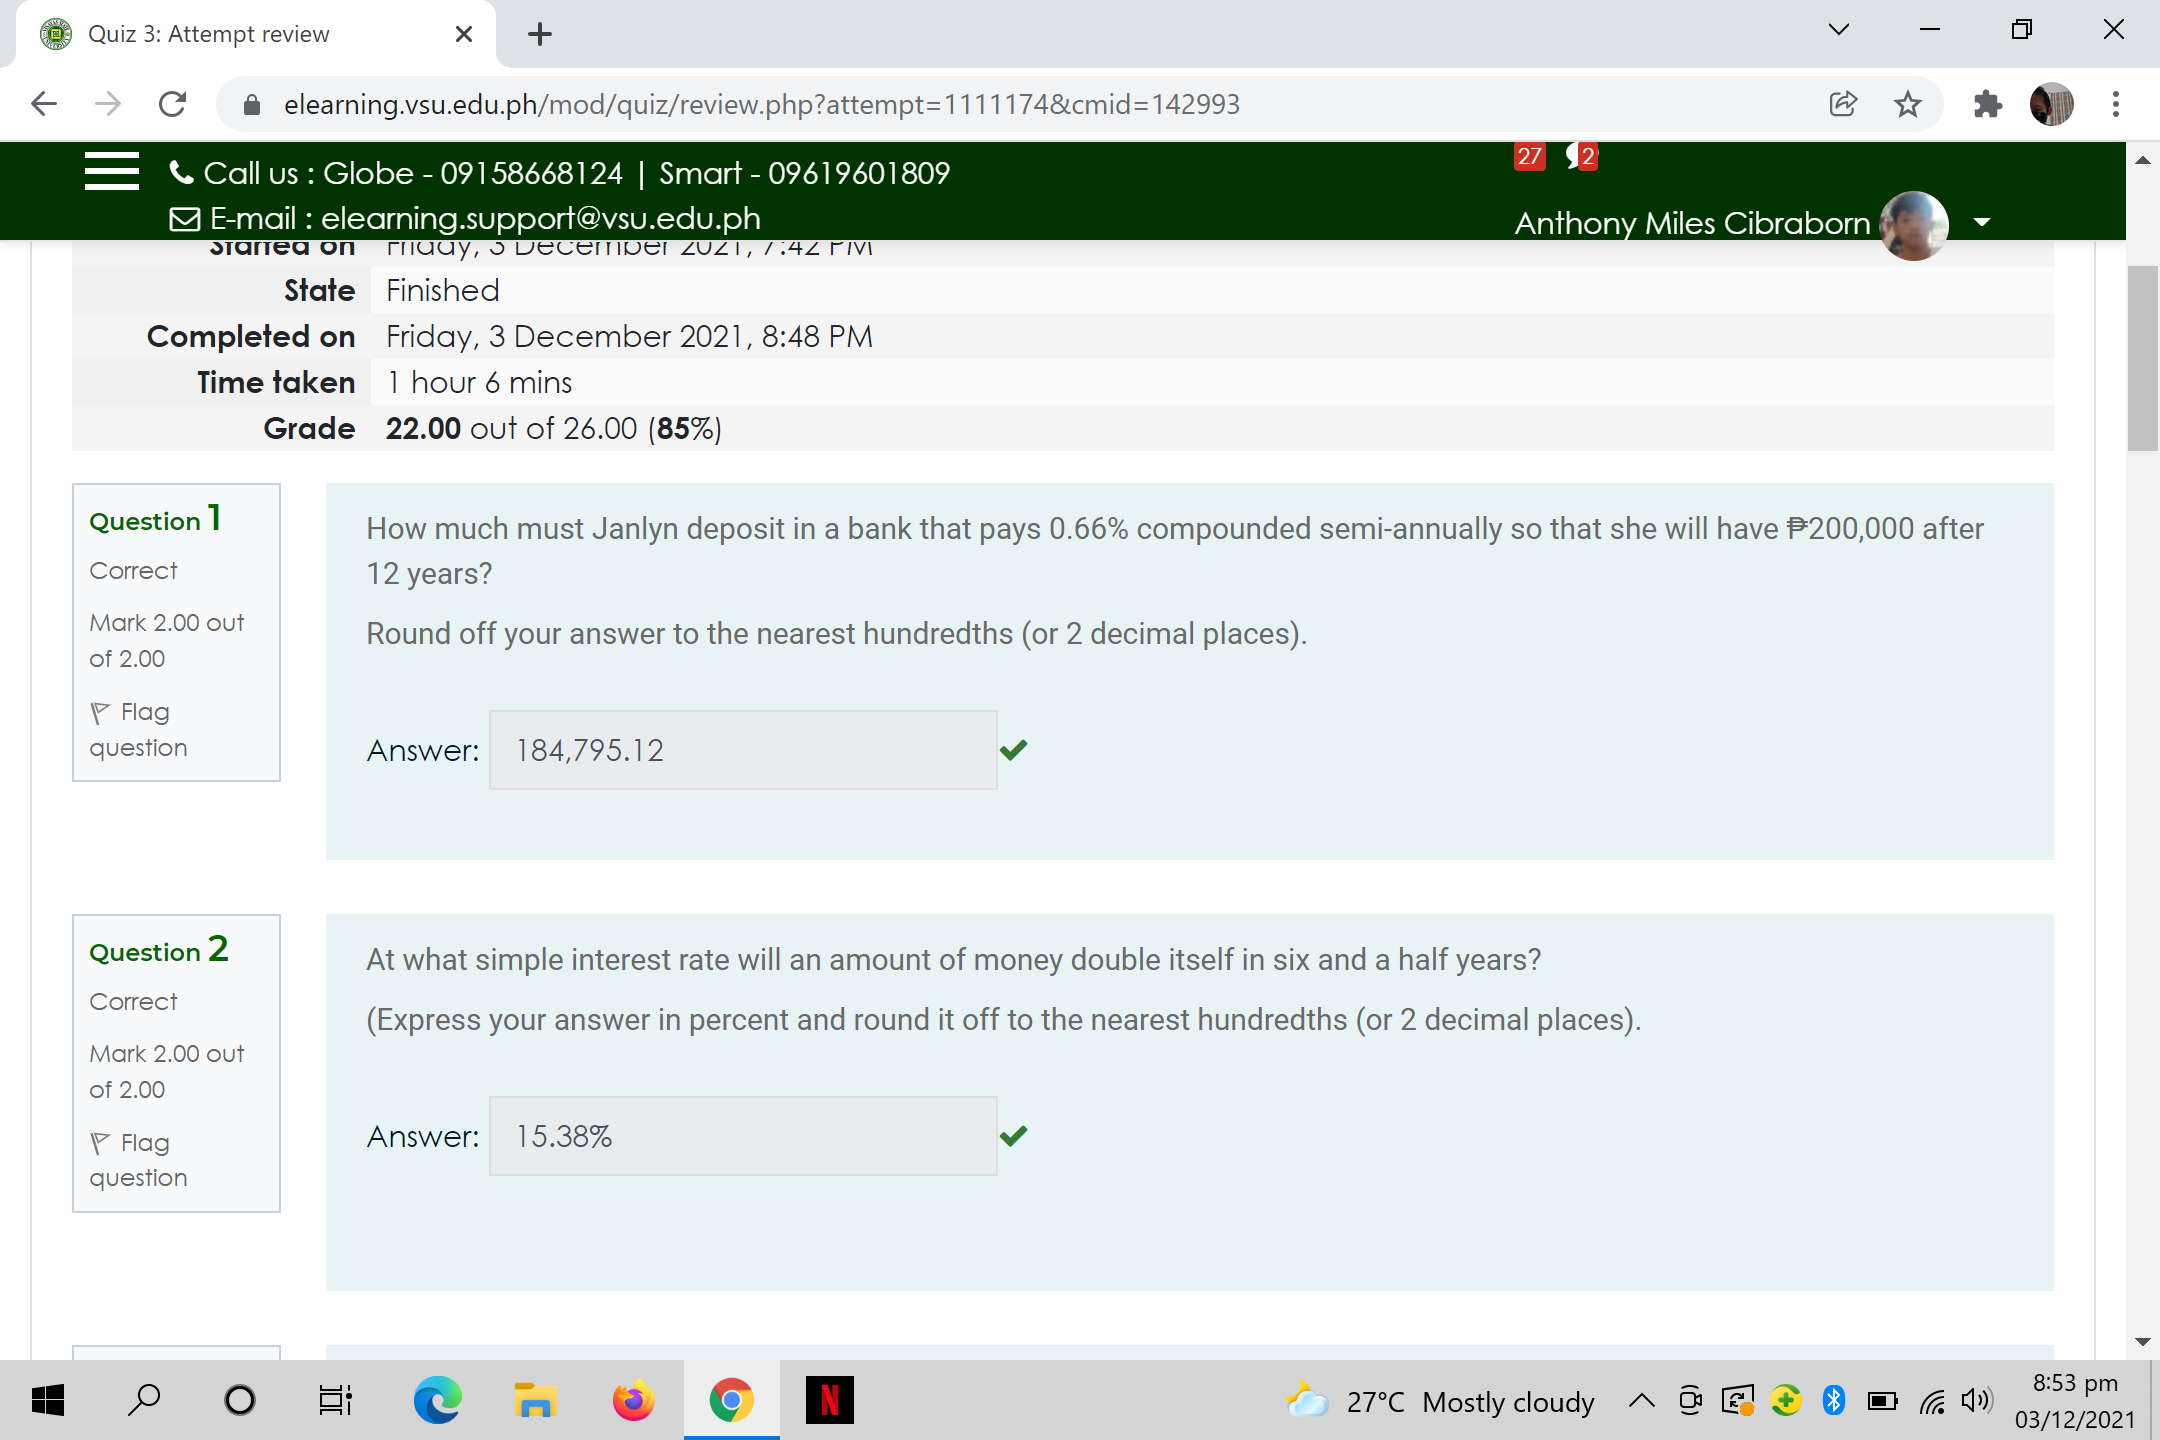 Quiz 3: Attempt review
elearning.vsu.edu.ph/mod/quiz/review.php?attempt=1111174&cmid=142993
Call us : Globe - 09158668124 | Smart - 09619601809
27 2
E-mail : elearning.support@vsu.edu.ph
Anthony Miles Cibraborn
Started on Friday, 3 December 2021, 7:42 PM
State Finished
Completed on Friday, 3 December 2021, 8:48 PM
Time taken 1 hour 6 mins
Grade 22.00 out of 26.00 (85%)
Question 1
Correct
Mark 2.00 out
of 2.00
Flag
question
How much must Janlyn deposit in a bank that pays 0.66% compounded semi-annually so that she will have ₱200,000 after
12 years?
Round off your answer to the nearest hundredths (or 2 decimal places).
Answer: 184,795.12
Question 2
Correct
Mark 2.00 out
of 2.00
Flag
question
At what simple interest rate will an amount of money double itself in six and a half years?
(Express your answer in percent and round it off to the nearest hundredths (or 2 decimal places).
Answer: 15.38%
N
27°C Mostly cloudy
8:53 pm
03/12/2021